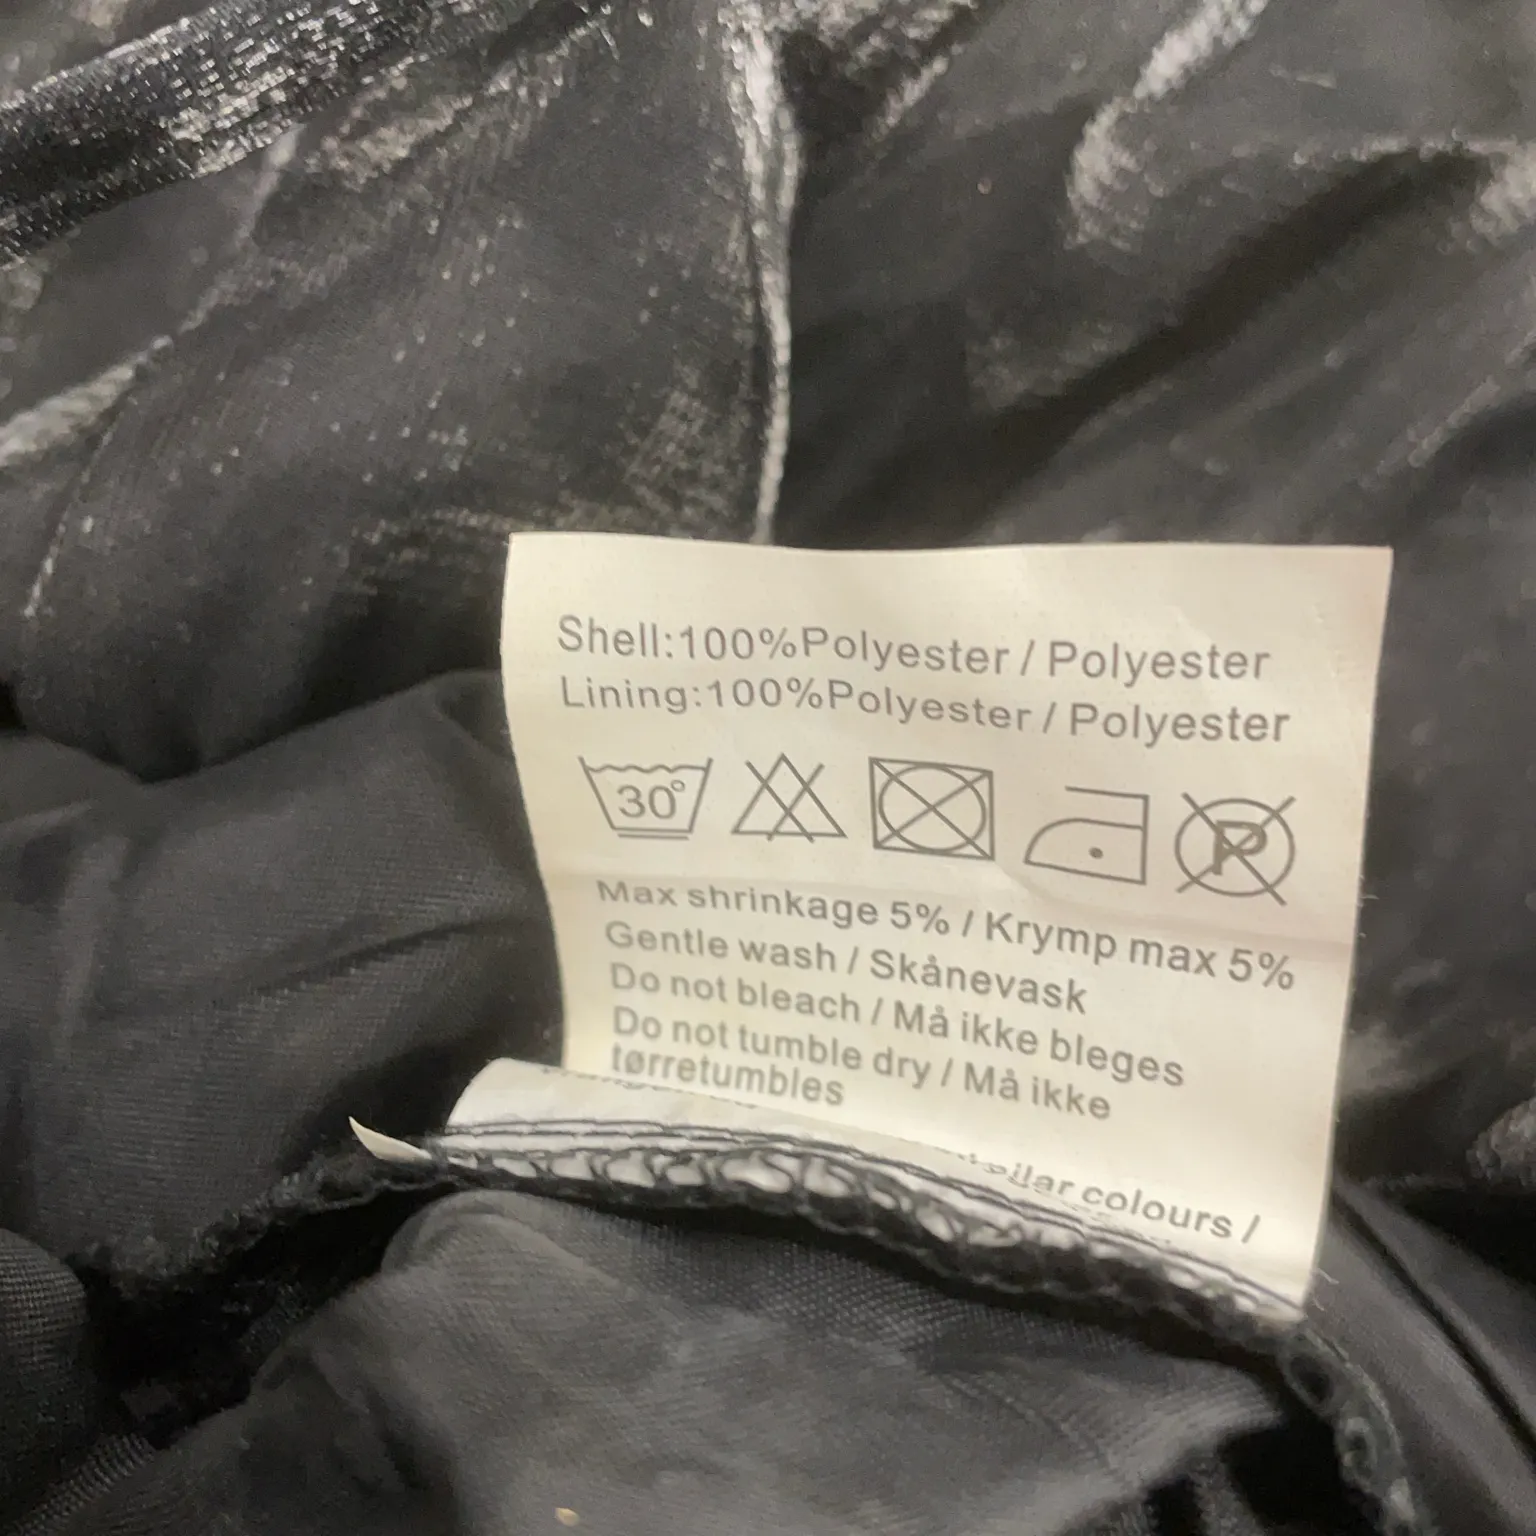 Shell:100%Polyester / Polyester
Lining:100%Polyester / Polyester
30°
P
Max shrinkage 5% / Krymp max 5%
Gentle wash / Skånevask
Do not bleach / Må ikke bleges
Do not tumble dry / Må ikke
tørretumbles
colours /